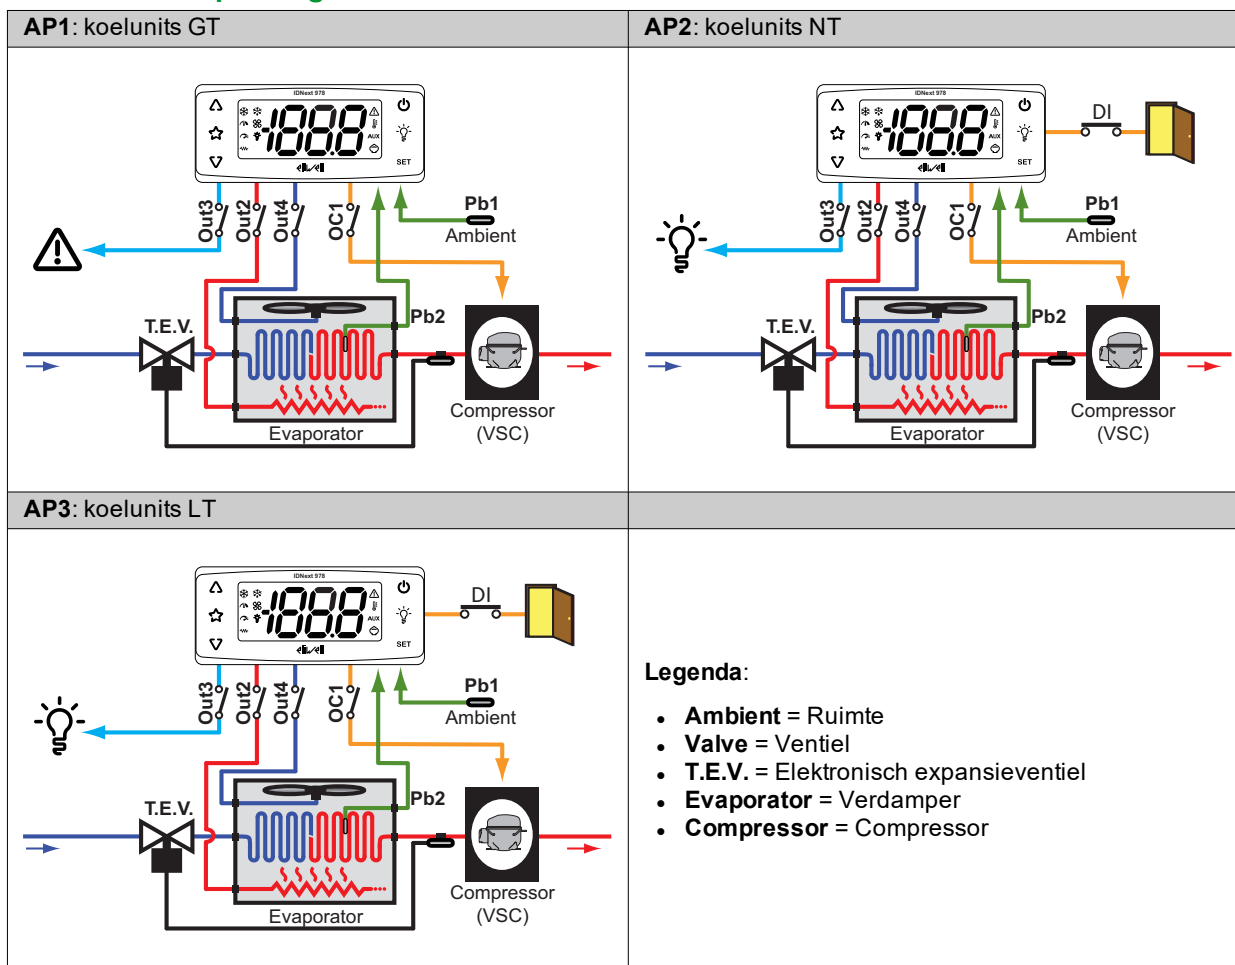 AP1: koelunits GT
IDNext 978
188.8
AUX
SET
eliwell
Out3
Out2
Out4
OC1
Pb1
Ambient
T.E.V.
Pb2
Evaporator
Compressor
(VSC)
AP2: koelunits NT
IDNext 978
188.8
AUX
SET
eliwell
DI
Out3
Out2
Out4
OC1
Pb1
Ambient
T.E.V.
Pb2
Evaporator
Compressor
(VSC)
AP3: koelunits LT
IDNext 978
188.8
AUX
SET
eliwell
DI
Out3
Out2
Out4
OC1
Pb1
Ambient
T.E.V.
Pb2
Evaporator
Compressor
(VSC)
Legenda:
• Ambient = Ruimte
• Valve = Ventiel
• T.E.V. = Elektronisch expansieventiel
• Evaporator = Verdamper
• Compressor = Compressor